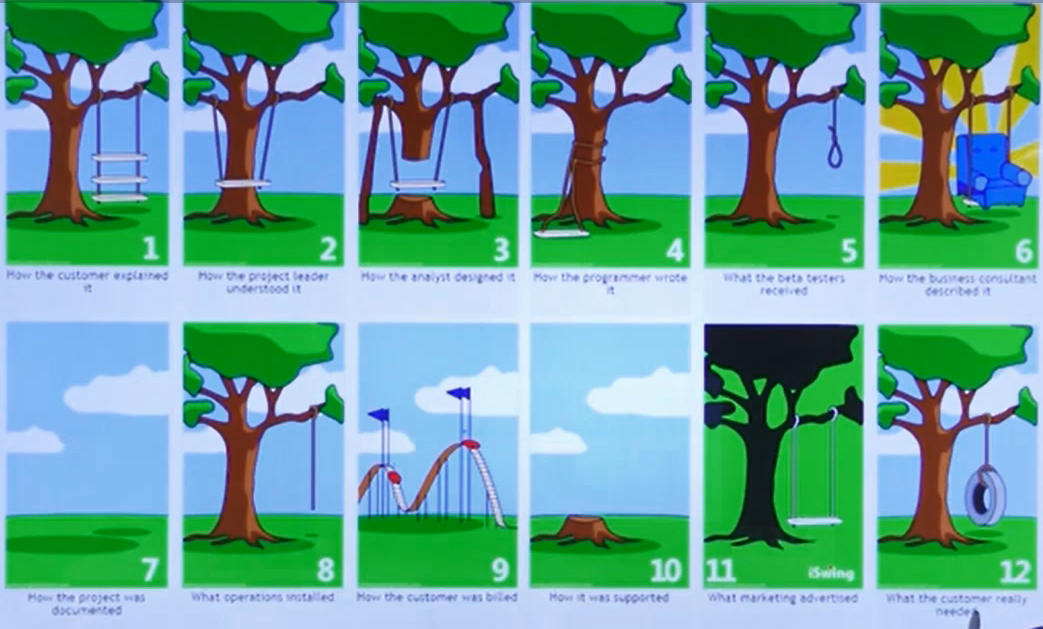 1
How the customer explained
it
2
How the project leader
understood it
3
How the analyst designed it
4
How the programmer wrote
it
5
What the beta testers
received
6
How the business consultant
described it
7
How the project was
documented
8
What operations installed
9
How the customer was billed
10
How it was supported
11
iSwing
What marketing advertised
12
What the customer really
needed